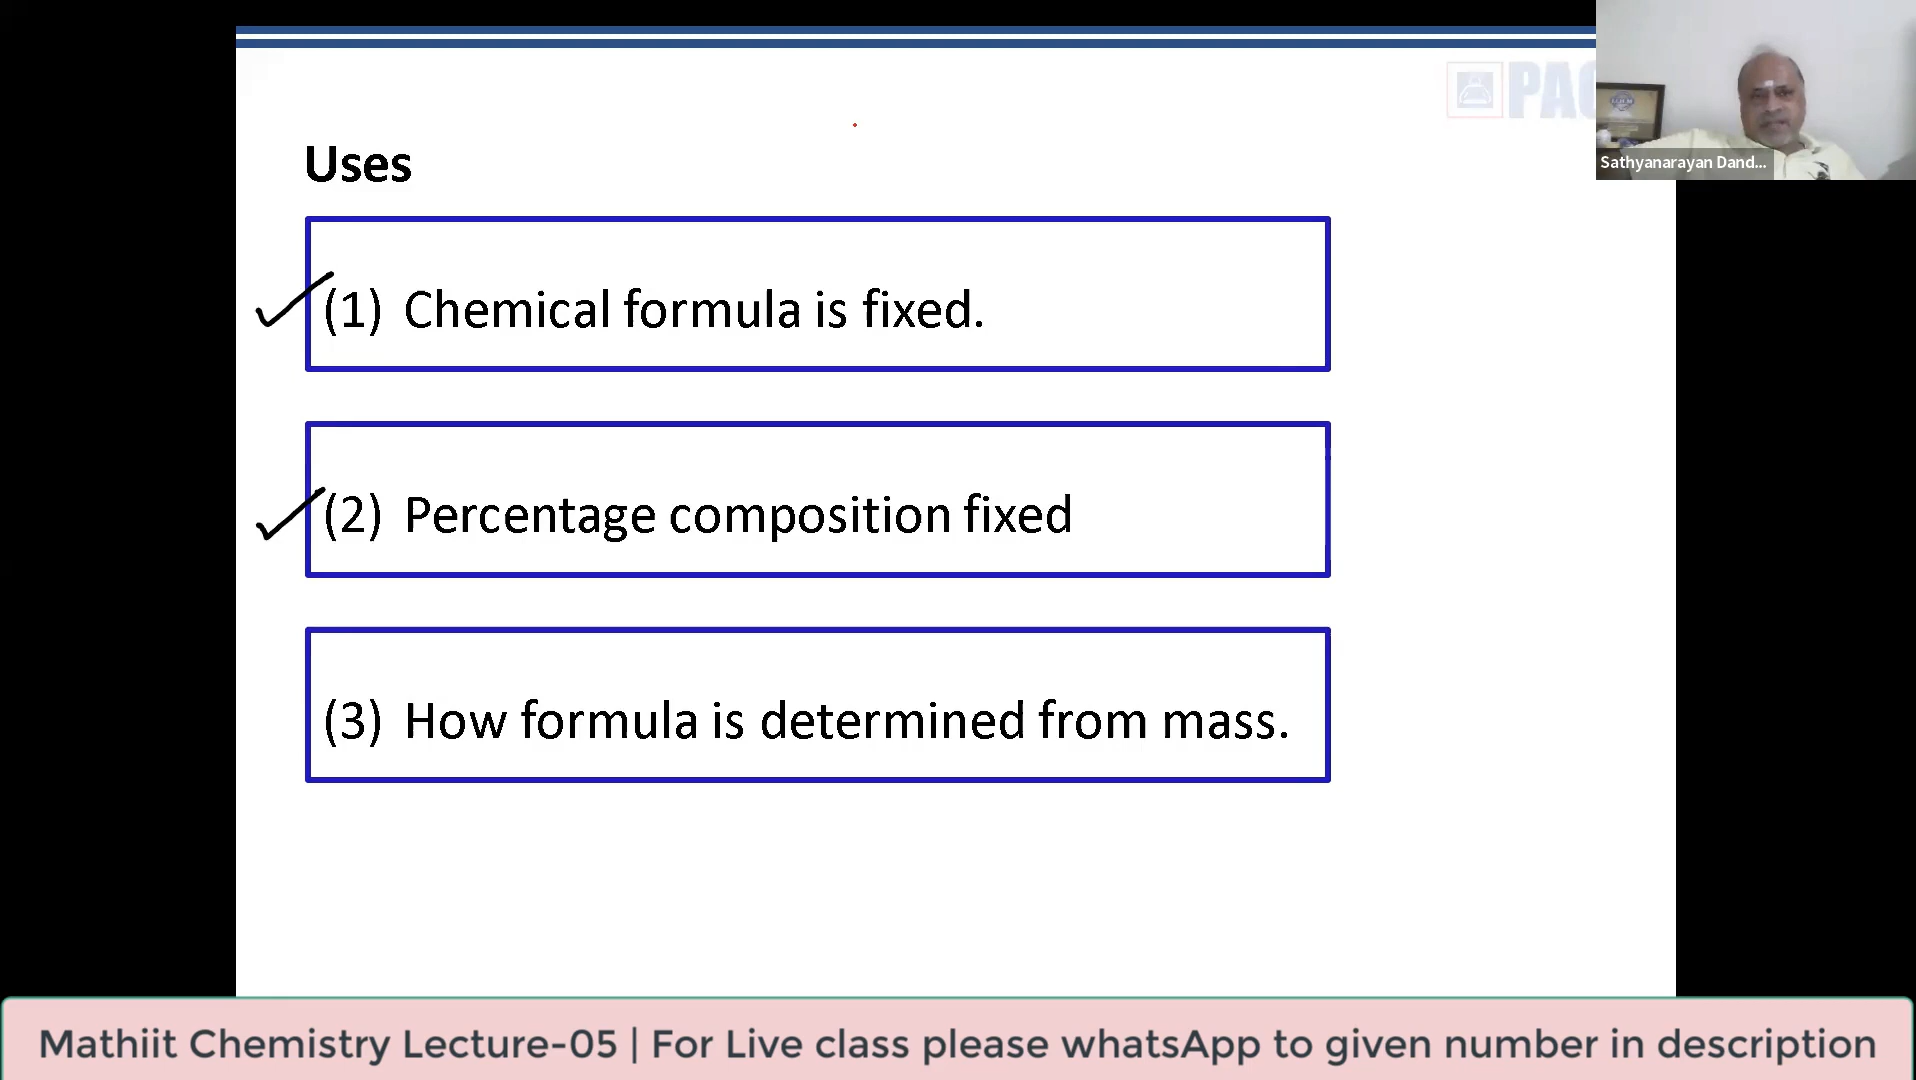 PAC
Sathyanarayan Dand...
Uses
(1) Chemical formula is fixed.
(2) Percentage composition fixed
(3) How formula is determined from mass.
Mathiit Chemistry Lecture-05 | For Live class please whatsApp to given number in description